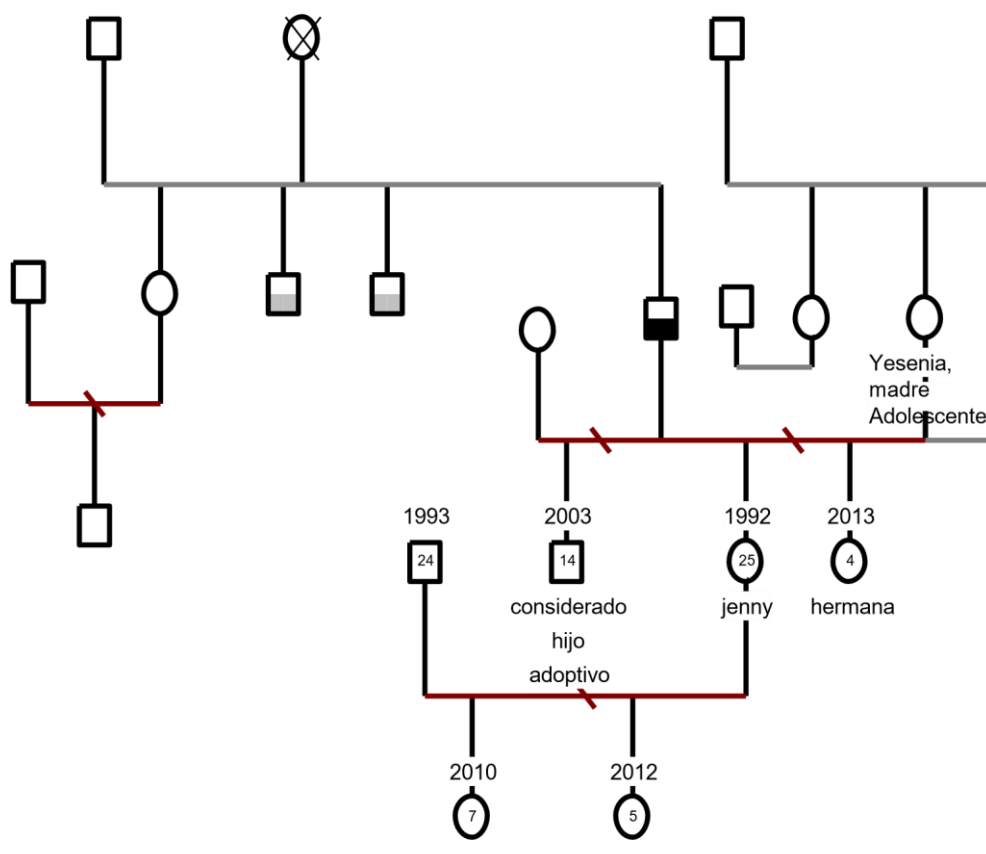 Yesenia,
madre
Adolescente
1993
2003
1992
2013
24
14
25
4
considerado
hijo
adoptivo
jenny
hermana
2010
2012
7
5